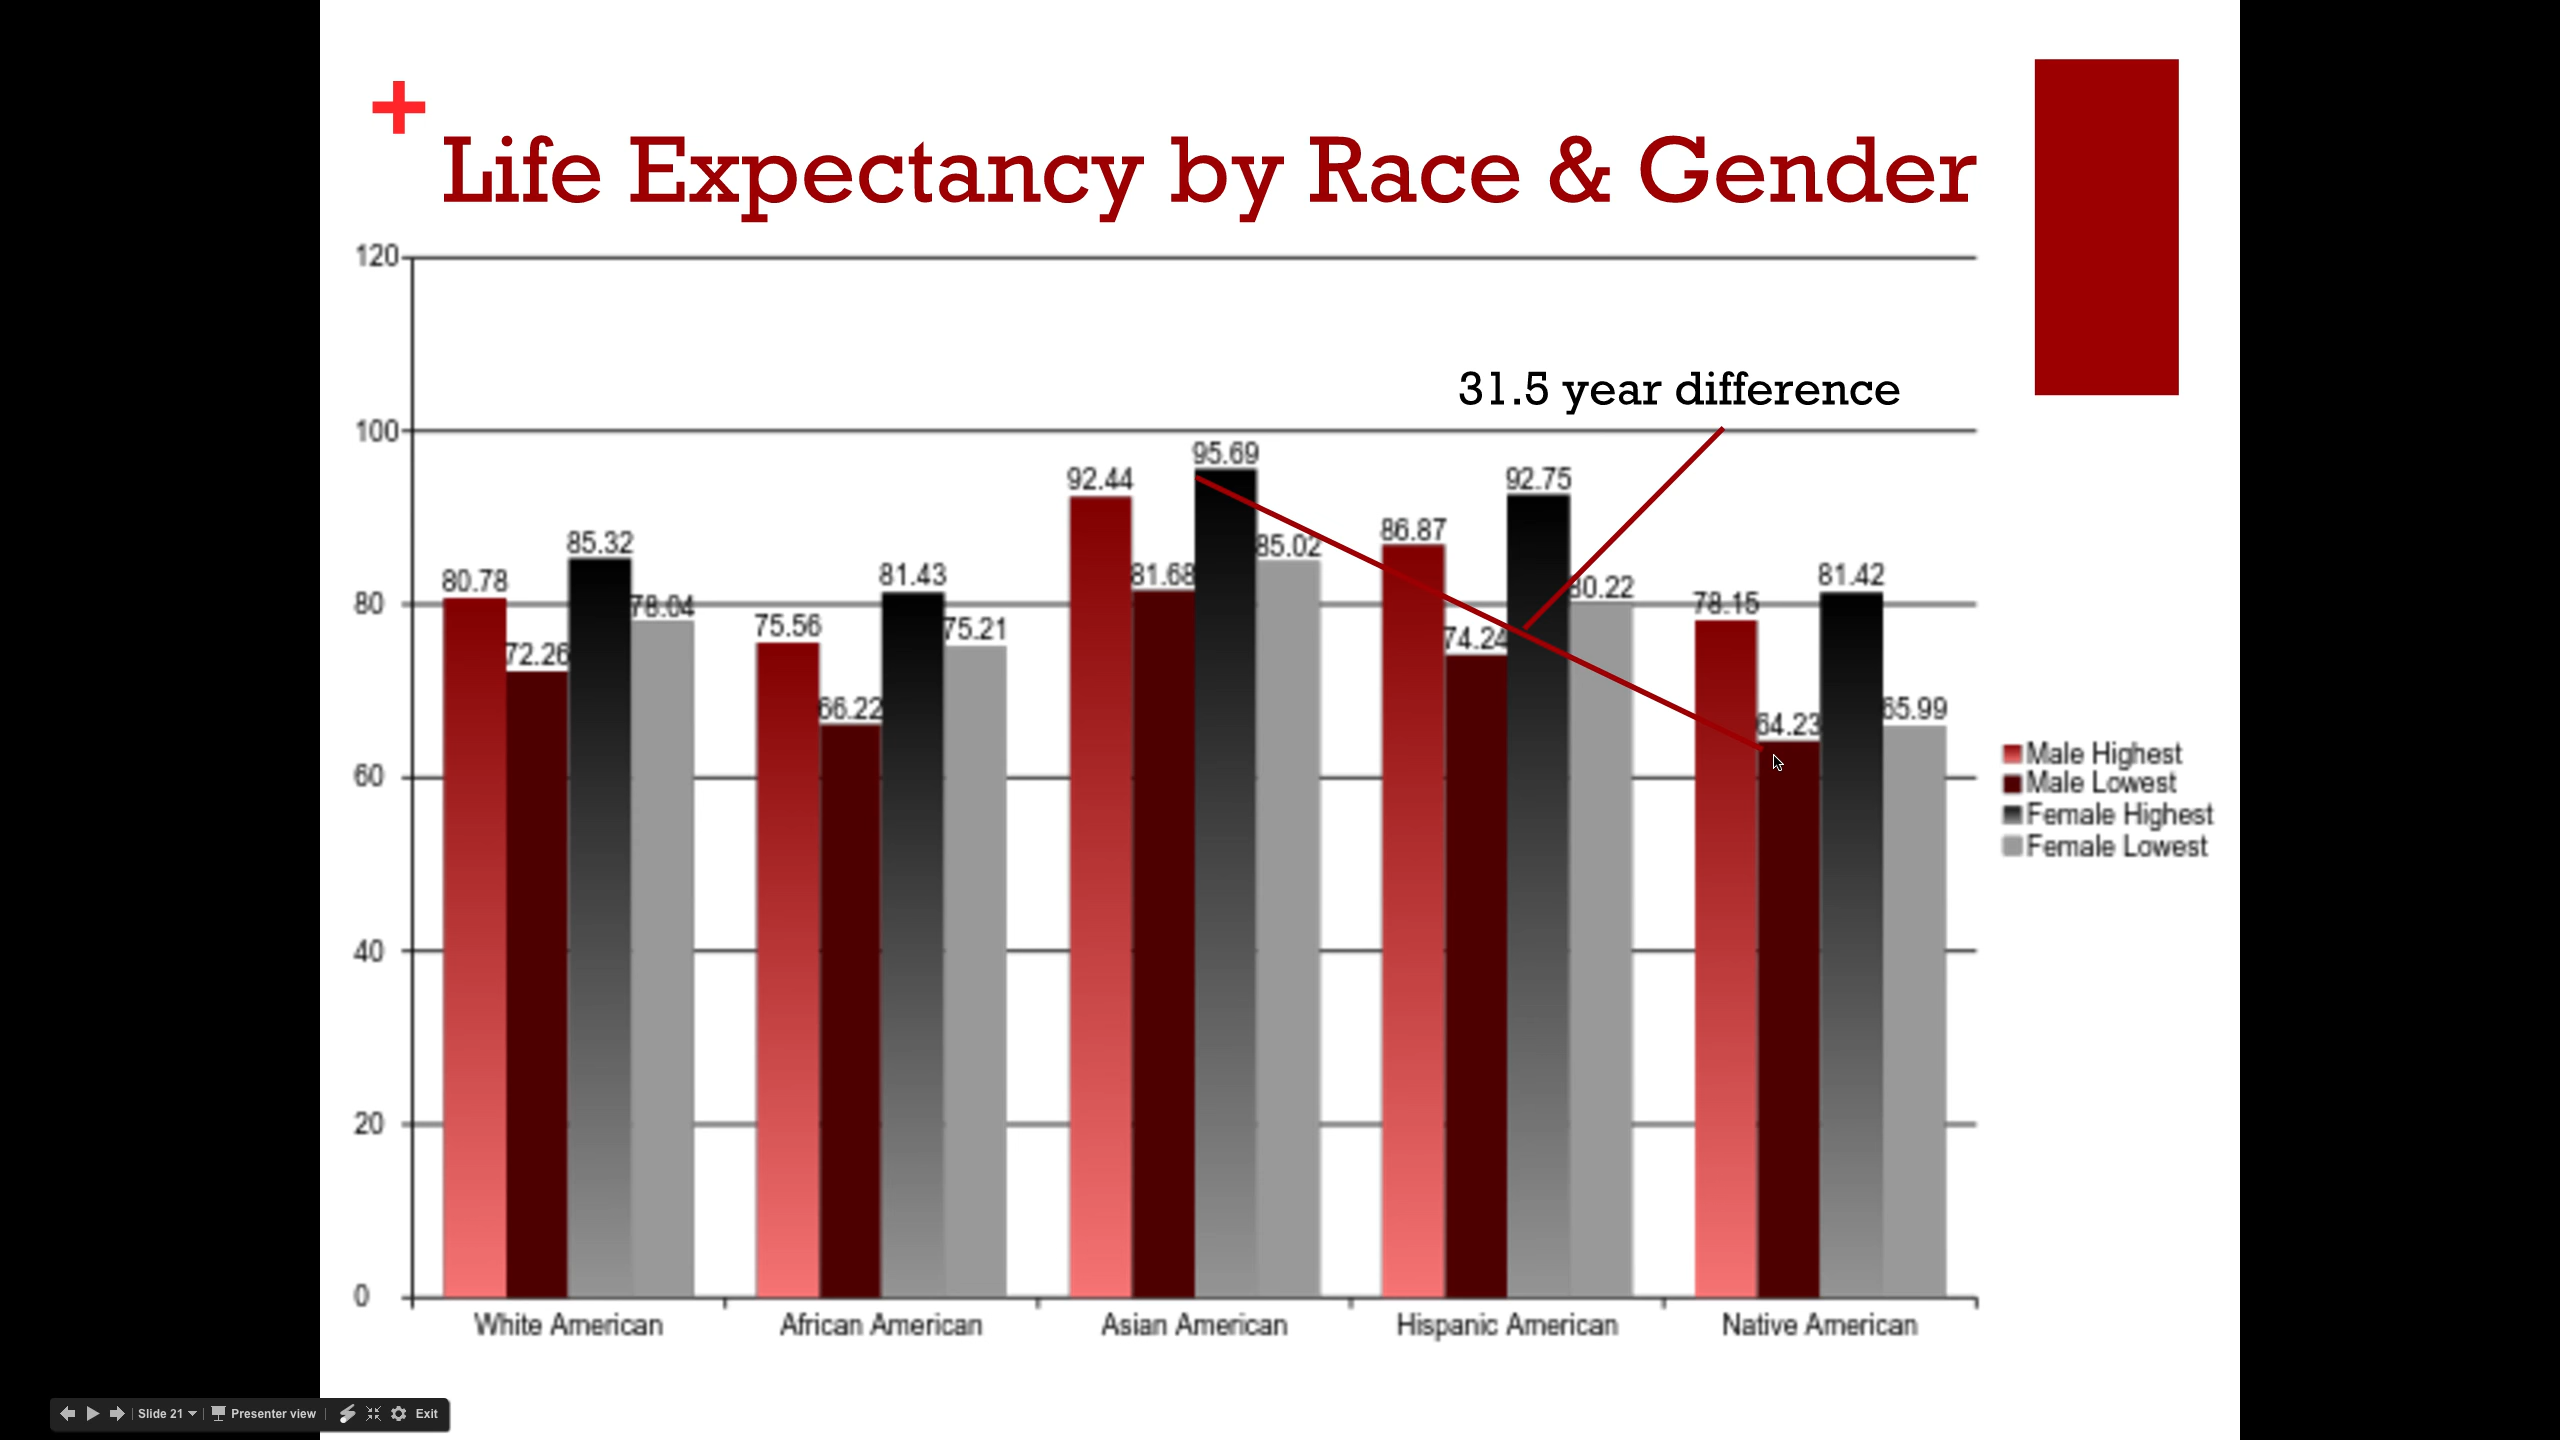 +
Life Expectancy by Race & Gender
120
100
80
60
40
20
0
31.5 year difference
80.78
72.26
85.32
78.04
75.56
66.22
81.43
75.21
92.44
81.68
95.69
85.02
86.87
74.24
92.75
80.22
78.15
64.23
81.42
65.99
Male Highest
Male Lowest
Female Highest
Female Lowest
White American
African American
Asian American
Hispanic American
Native American
Slide 21
Presenter view
Exit